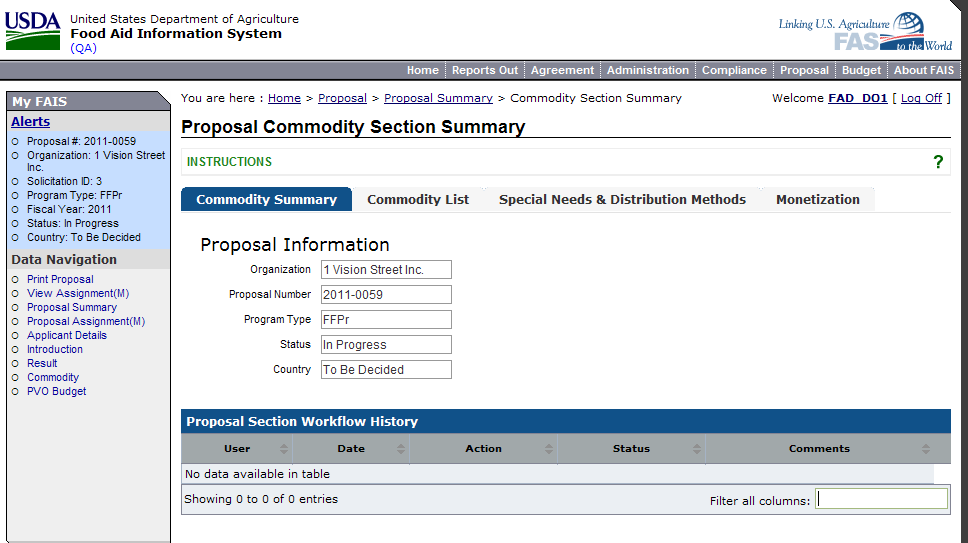 USDA
United States Department of Agriculture
Food Aid Information System
(QA)
Linking U.S. Agriculture
FAS to the World
Home Reports Out Agreement Administration Compliance Proposal Budget About FAIS
My FAIS
Alerts
Proposal #: 2011-0059
Organization: 1 Vision Street
Inc.
Solicitation ID: 3
Program Type: FFPr
Fiscal Year: 2011
Status: In Progress
Country: To Be Decided
Data Navigation
Print Proposal
View Assignment(M)
Proposal Summary
Proposal Assignment(M)
Applicant Details
Introduction
Result
Commodity
PVO Budget
You are here : Home > Proposal > Proposal Summary > Commodity Section Summary
Welcome FAD_DO1 [ Log Off ]
Proposal Commodity Section Summary
INSTRUCTIONS ?
Commodity Summary Commodity List Special Needs & Distribution Methods Monetization
Proposal Information
Organization 1 Vision Street Inc.
Proposal Number 2011-0059
Program Type FFPr
Status In Progress
Country To Be Decided
Proposal Section Workflow History
User Date Action Status Comments
No data available in table
Showing 0 to 0 of 0 entries Filter all columns: